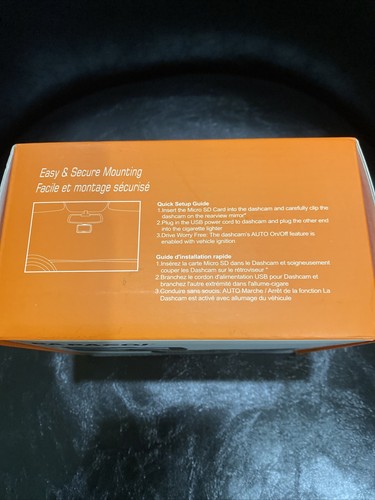 Easy & Secure Mounting
Facile et montage sécurisé
Quick Setup Guide
1.Insert the Micro SD Card into the dashcam and carefully clip the
dashcam on the rearview mirror"
2.Plug in the USB power cord to dashcam and plug the other end
into the cigarette lighter
3.Drive Worry Free: The dashcam's AUTO On/Off feature is
enabled with vehicle ignition
Guide d'installation rapide
1.Insérez la carte Micro SD dans le Dashcam et soigneusement
couper les Dashcam sur le rétroviseur "
2.Branchez le cordon d'alimentation USB pour Dashcam et
branchez l'autre extrémité dans l'allume-cigare
3.Conduire sans soucis: AUTO Marche / Arrêt de la fonction La
Dashcam est activé avec allumage du véhicule